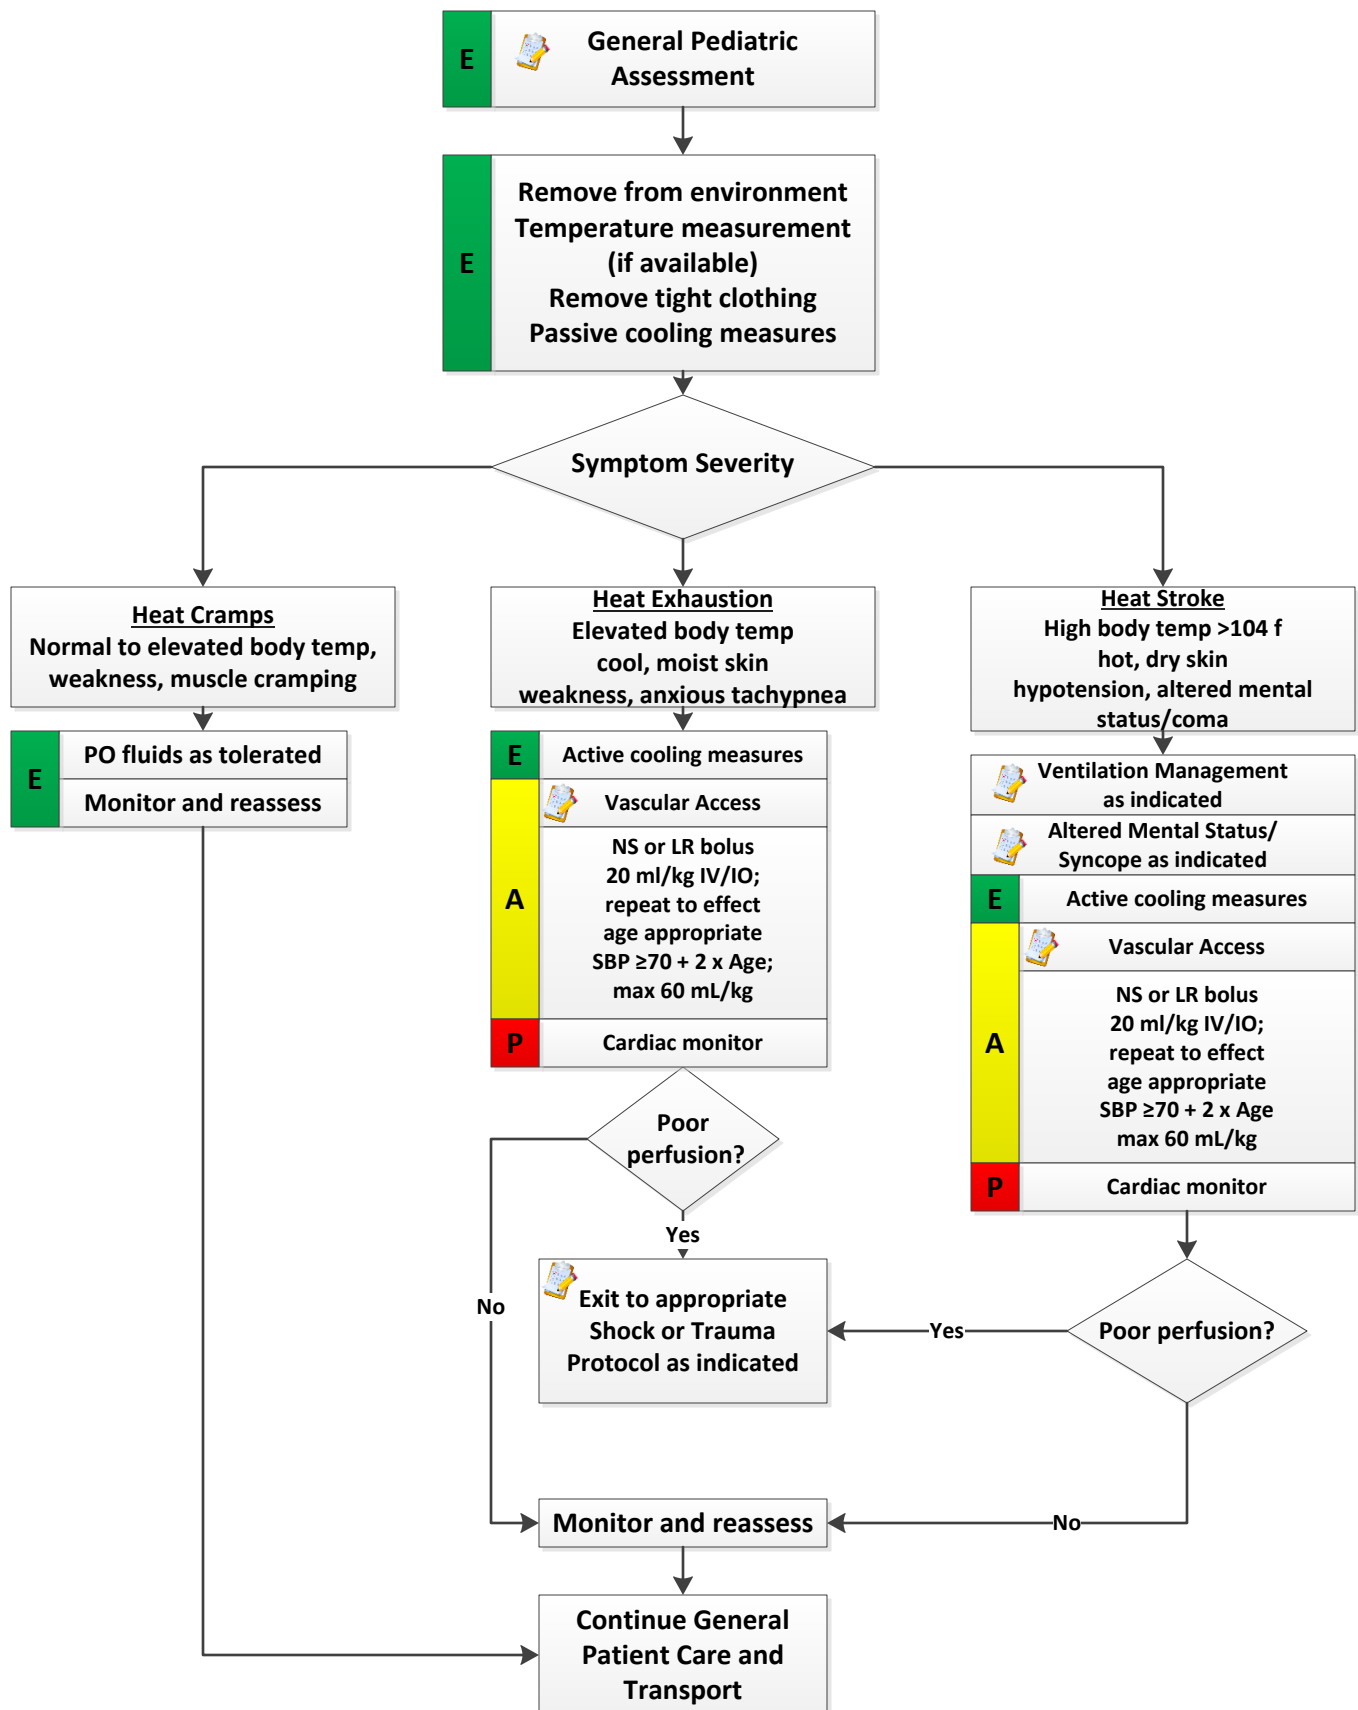 E
General Pediatric
Assessment
E
Remove from environment
Temperature measurement
(if available)
Remove tight clothing
Passive cooling measures
Symptom Severity
Heat Cramps
Normal to elevated body temp,
weakness, muscle cramping
E
PO fluids as tolerated
Monitor and reassess
Heat Exhaustion
Elevated body temp
cool, moist skin
weakness, anxious tachypnea
E
Active cooling measures
A
Vascular Access
NS or LR bolus
20 ml/kg IV/IO;
repeat to effect
age appropriate
SBP ≥70 + 2 x Age;
max 60 mL/kg
P
Cardiac monitor
Poor
perfusion?
Yes
No
Exit to appropriate
Shock or Trauma
Protocol as indicated
Heat Stroke
High body temp >104 f
hot, dry skin
hypotension, altered mental
status/coma
Ventilation Management
as indicated
Altered Mental Status/
Syncope as indicated
E
Active cooling measures
A
Vascular Access
NS or LR bolus
20 ml/kg IV/IO;
repeat to effect
age appropriate
SBP ≥70 + 2 x Age
max 60 mL/kg
P
Cardiac monitor
Poor perfusion?
Yes
No
Monitor and reassess
Continue General
Patient Care and
Transport